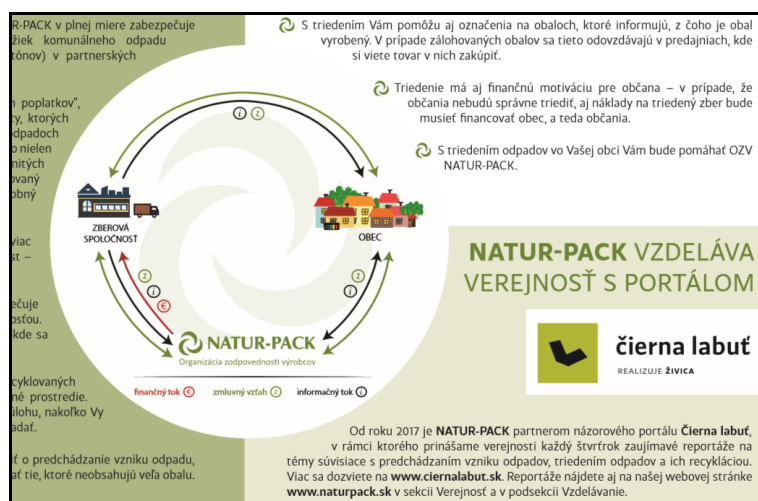 R-PACK v plnej miere zabezpečuje
žiek komunálneho odpadu
tónov) v partnerských
poplatkov",
ty, ktorých
dpadoch
o nielen
nitých
ovaný
obný
viac
st –
ečuje
osťou.
kde sa
cyklovaných
né prostredie.
úlohu, nakoľko Vy
adať.
ť o predchádzanie vzniku odpadu,
ať tie, ktoré neobsahujú veľa obalu.
i z
ZBEROVÁ
SPOLOČNOSŤ
OBEC
z
i
€
z
i
NATUR-PACK
Organizácia zodpovednosti výrobcov
finančný tok € zmluvný vzťah z informačný tok i
S triedením Vám pomôžu aj označenia na obaloch, ktoré informujú, z čoho je obal
vyrobený. V prípade zálohovaných obalov sa tieto odovzdávajú v predajniach, kde
si viete tovar v nich zakúpiť.
Triedenie má aj finančnú motiváciu pre občana – v prípade, že
občania nebudú správne triediť, aj náklady na triedený zber bude
musieť financovať obec, a teda občania.
S triedením odpadov vo Vašej obci Vám bude pomáhať OZV
NATUR-PACK.
NATUR-PACK VZDELÁVA
VEREJNOSŤ S PORTÁLOM
čierna labuť
REALIZUJE ŽIVICA
Od roku 2017 je NATUR-PACK partnerom názorového portálu Čierna labuť,
v rámci ktorého prinášame verejnosti každý štvrťrok zaujímavé reportáže na
témy súvisiace s predchádzaním vzniku odpadov, triedením odpadov a ich recykláciou.
Viac sa dozviete na www.ciernalabut.sk. Reportáže nájdete aj na našej webovej stránke
www.naturpack.sk v sekcii Verejnosť a v podsekcii Vzdelávanie.